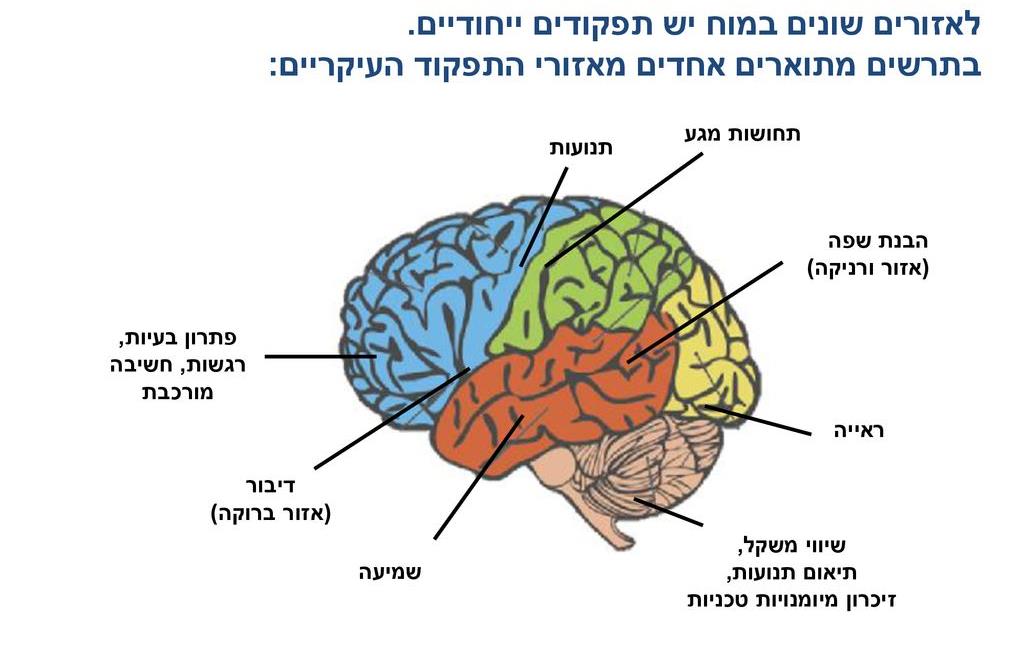 לאזורים שונים במוח יש תפקודים ייחודיים.
בתרשים מתוארים אחדים מאזורי התפקוד העיקריים:
תחושות מגע
תנועות
הבנת שפה
(אזור ורניקה)
פתרון בעיות,
רגשות, חשיבה
מורכבת
ראייה
דיבור
(אזור ברוקה)
שמיעה
שיווי משקל,
תיאום תנועות,
זיכרון מיומנויות טכניות